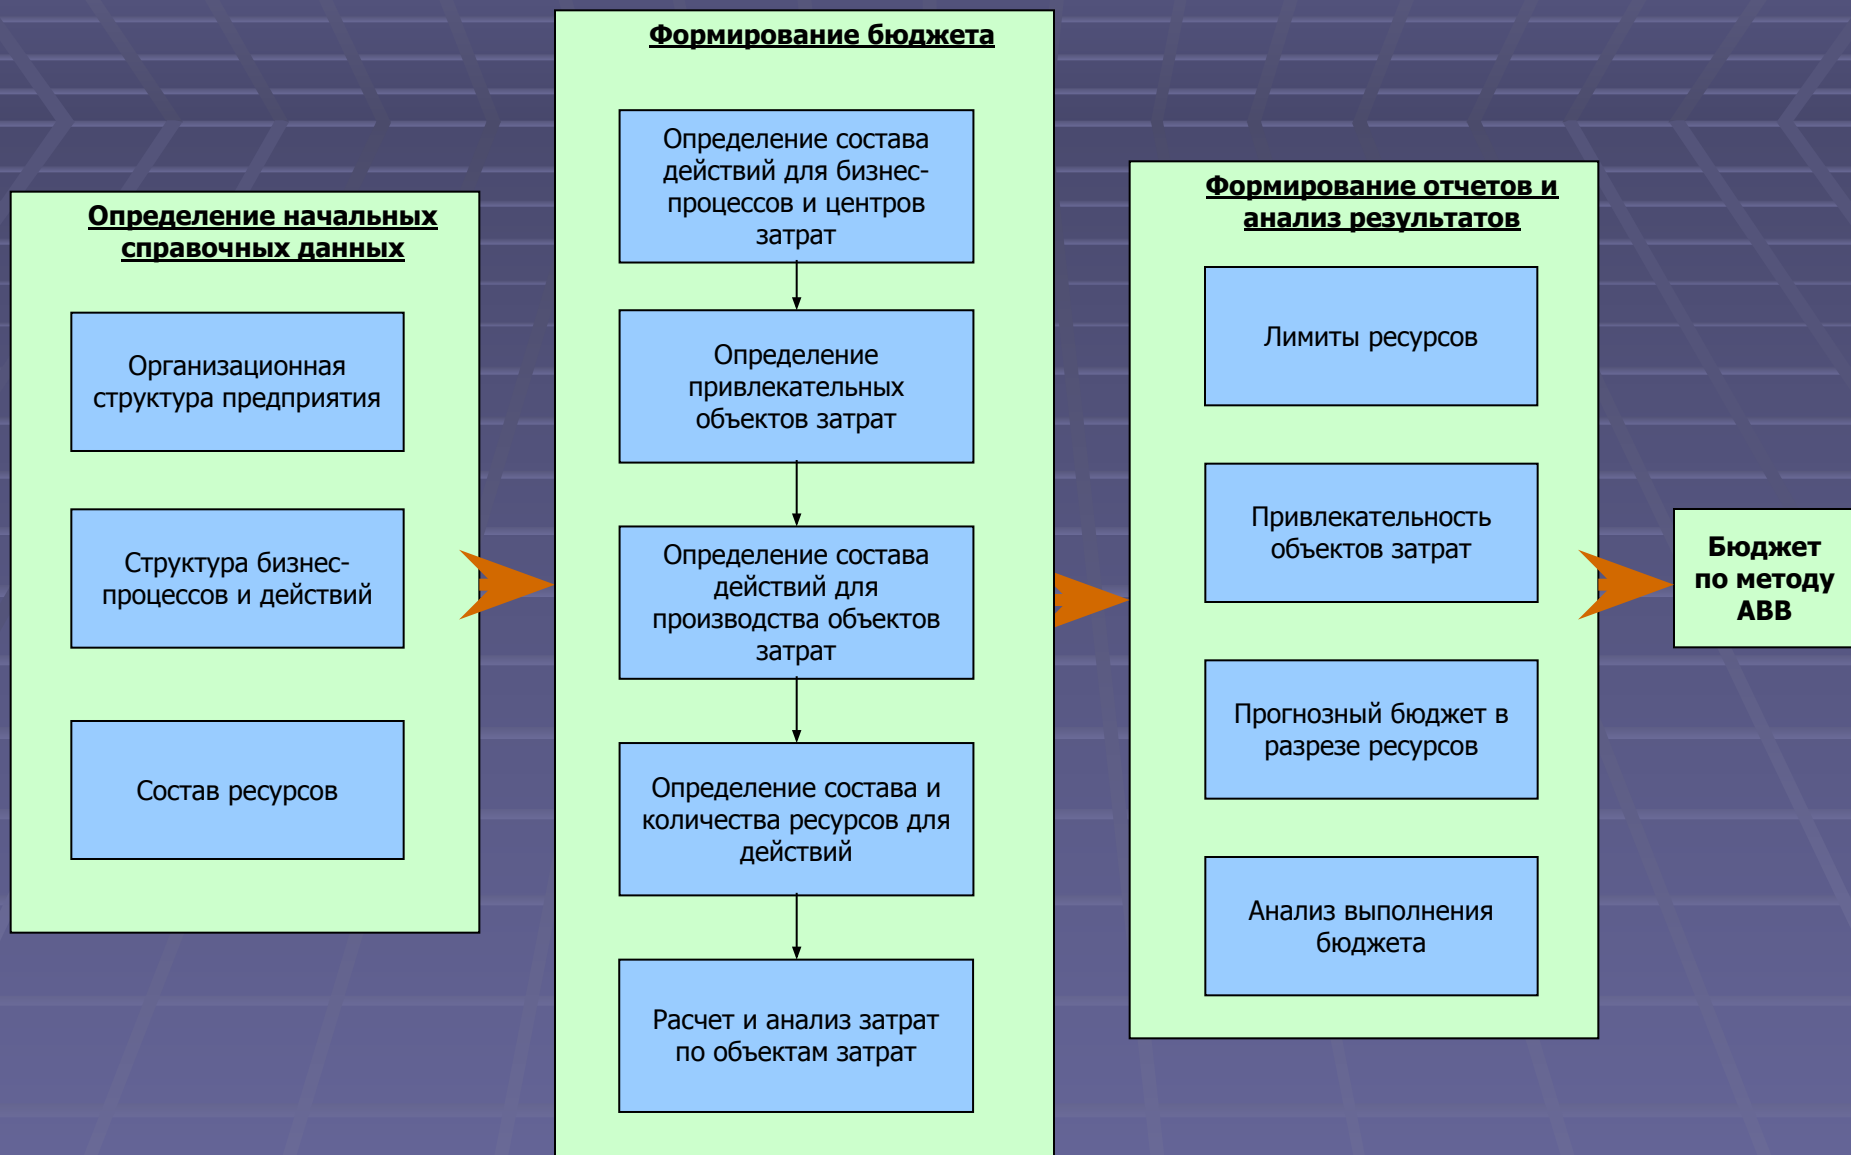 Определение начальных
справочных данных
Организационная
структура предприятия
Структура бизнес-
процессов и действий
Состав ресурсов
Формирование бюджета
Определение состава
действий для бизнес-
процессов и центров
затрат
Определение
привлекательных
объектов затрат
Определение состава
действий для
производства объектов
затрат
Определение состава и
количества ресурсов для
действий
Расчет и анализ затрат
по объектам затрат
Формирование отчетов и
анализ результатов
Лимиты ресурсов
Привлекательность
объектов затрат
Прогнозный бюджет в
разрезе ресурсов
Анализ выполнения
бюджета
Бюджет
по методу
АВВ